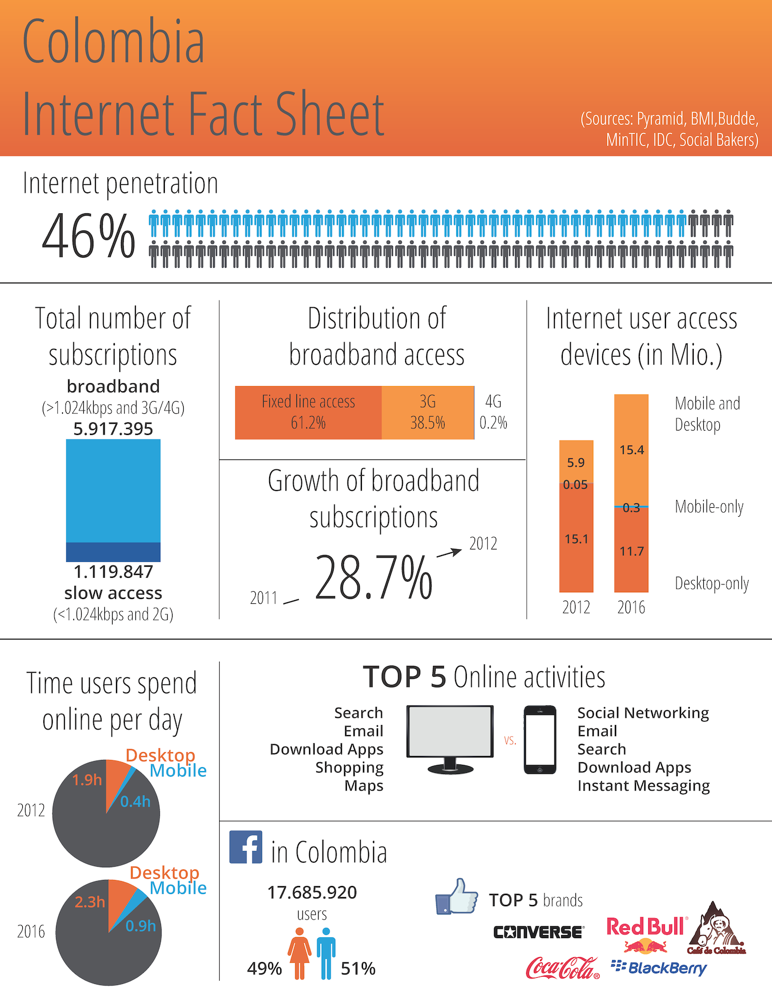 Colombia
Internet Fact Sheet
(Sources: Pyramid, BMI,Budde,
MinTIC, IDC, Social Bakers)
Internet penetration
46%
Total number of
subscriptions
broadband
(>1.024kbps and 3G/4G)
5.917.395
1.119.847
slow access
(<1.024kbps and 2G)
Distribution of
broadband access
Fixed line access
61.2%
3G
38.5%
4G
0.2%
Growth of broadband
subscriptions
2011
28.7%
2012
Internet user access
devices (in Mio.)
5.9
0.05
15.1
2012
15.4
0.3
11.7
2016
Mobile and
Desktop
Mobile-only
Desktop-only
Time users spend
online per day
Desktop
Mobile
1.9h
0.4h
2012
Desktop
Mobile
2.3h
0.9h
2016
TOP 5 Online activities
Search
Email
Download Apps
Shopping
Maps
vs.
Social Networking
Email
Search
Download Apps
Instant Messaging
f
in Colombia
17.685.920
users
49%
51%
TOP 5 brands
CONVERSE®
Red Bull®
Café de Colombia
Coca-Cola®
BlackBerry